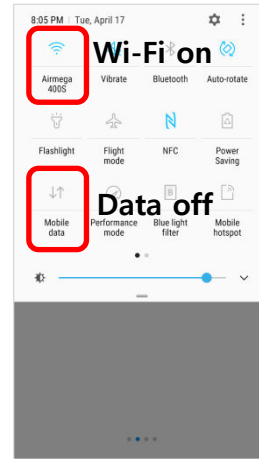 8:05 PM | Tue, April 17
Wi-Fi on
Airmega
400S
Vibrate
Bluetooth
Auto-rotate
Flashlight
Flight
mode
NFC
Power
Saving
Data off
Mobile
data
Performance
mode
B
Blue light
filter
Mobile
hotspot